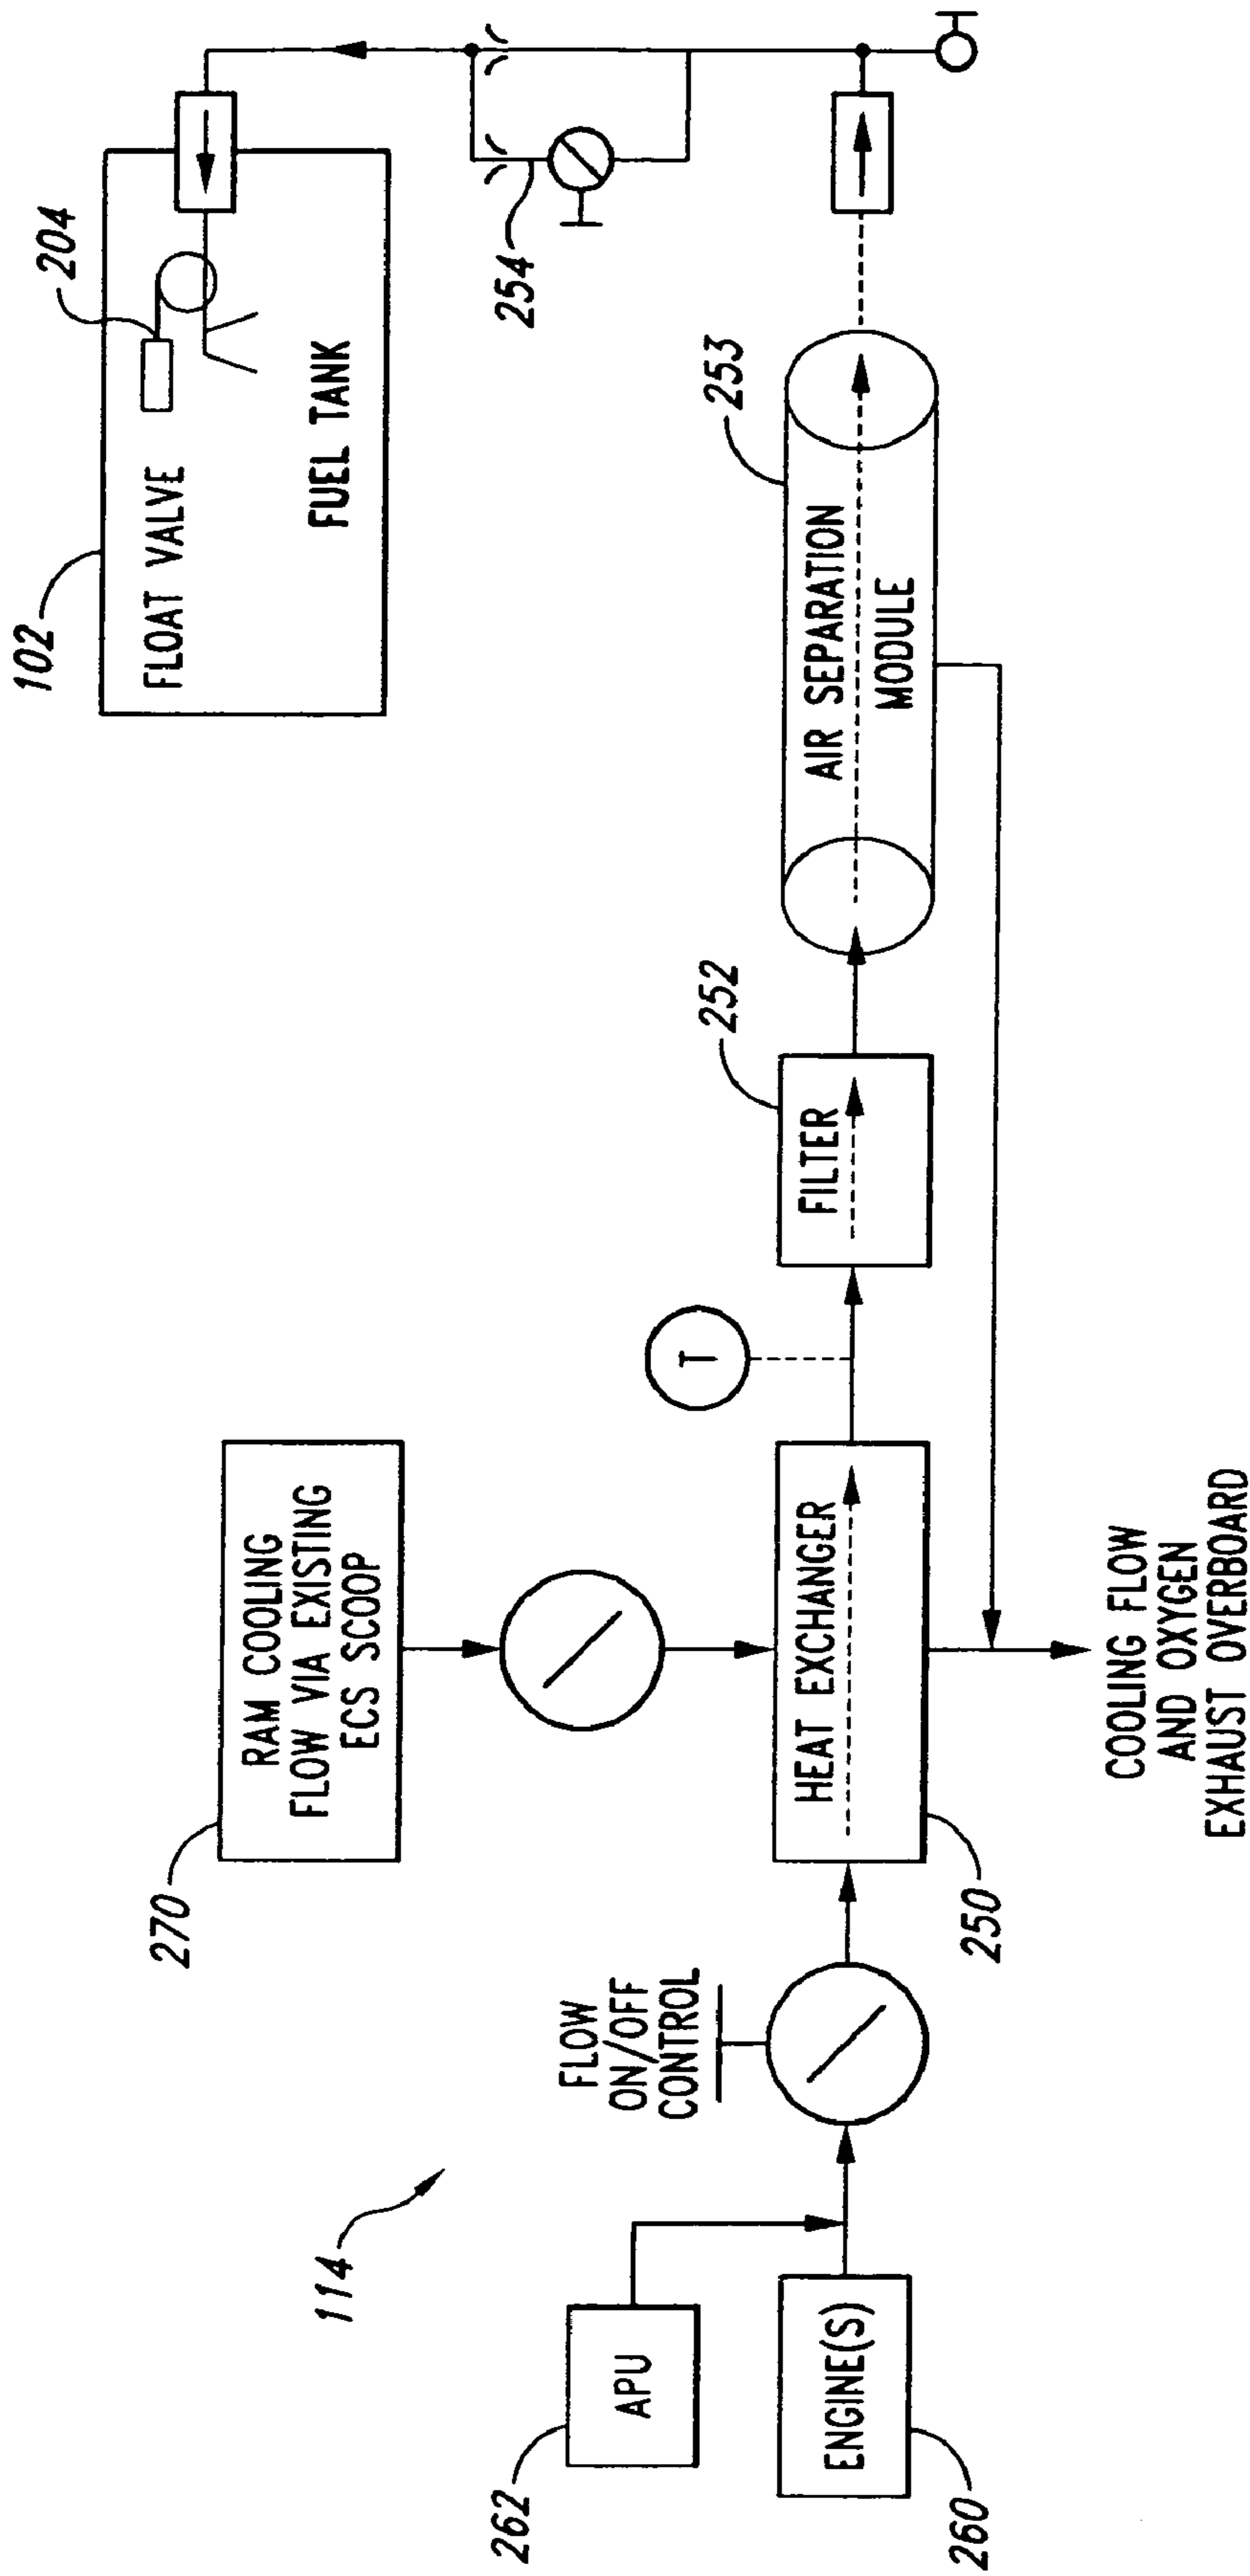 114
262
APU
ENGINE(S)
260
FLOW
ON/OFF
CONTROL
270
RAM COOLING
FLOW VIA EXISTING
ECS SCOOP
HEAT EXCHANGER
250
COOLING FLOW
AND OXYGEN
EXHAUST OVERBOARD
T
FILTER
252
AIR SEPARATION
MODULE
253
254
102
FLOAT VALVE
204
FUEL TANK